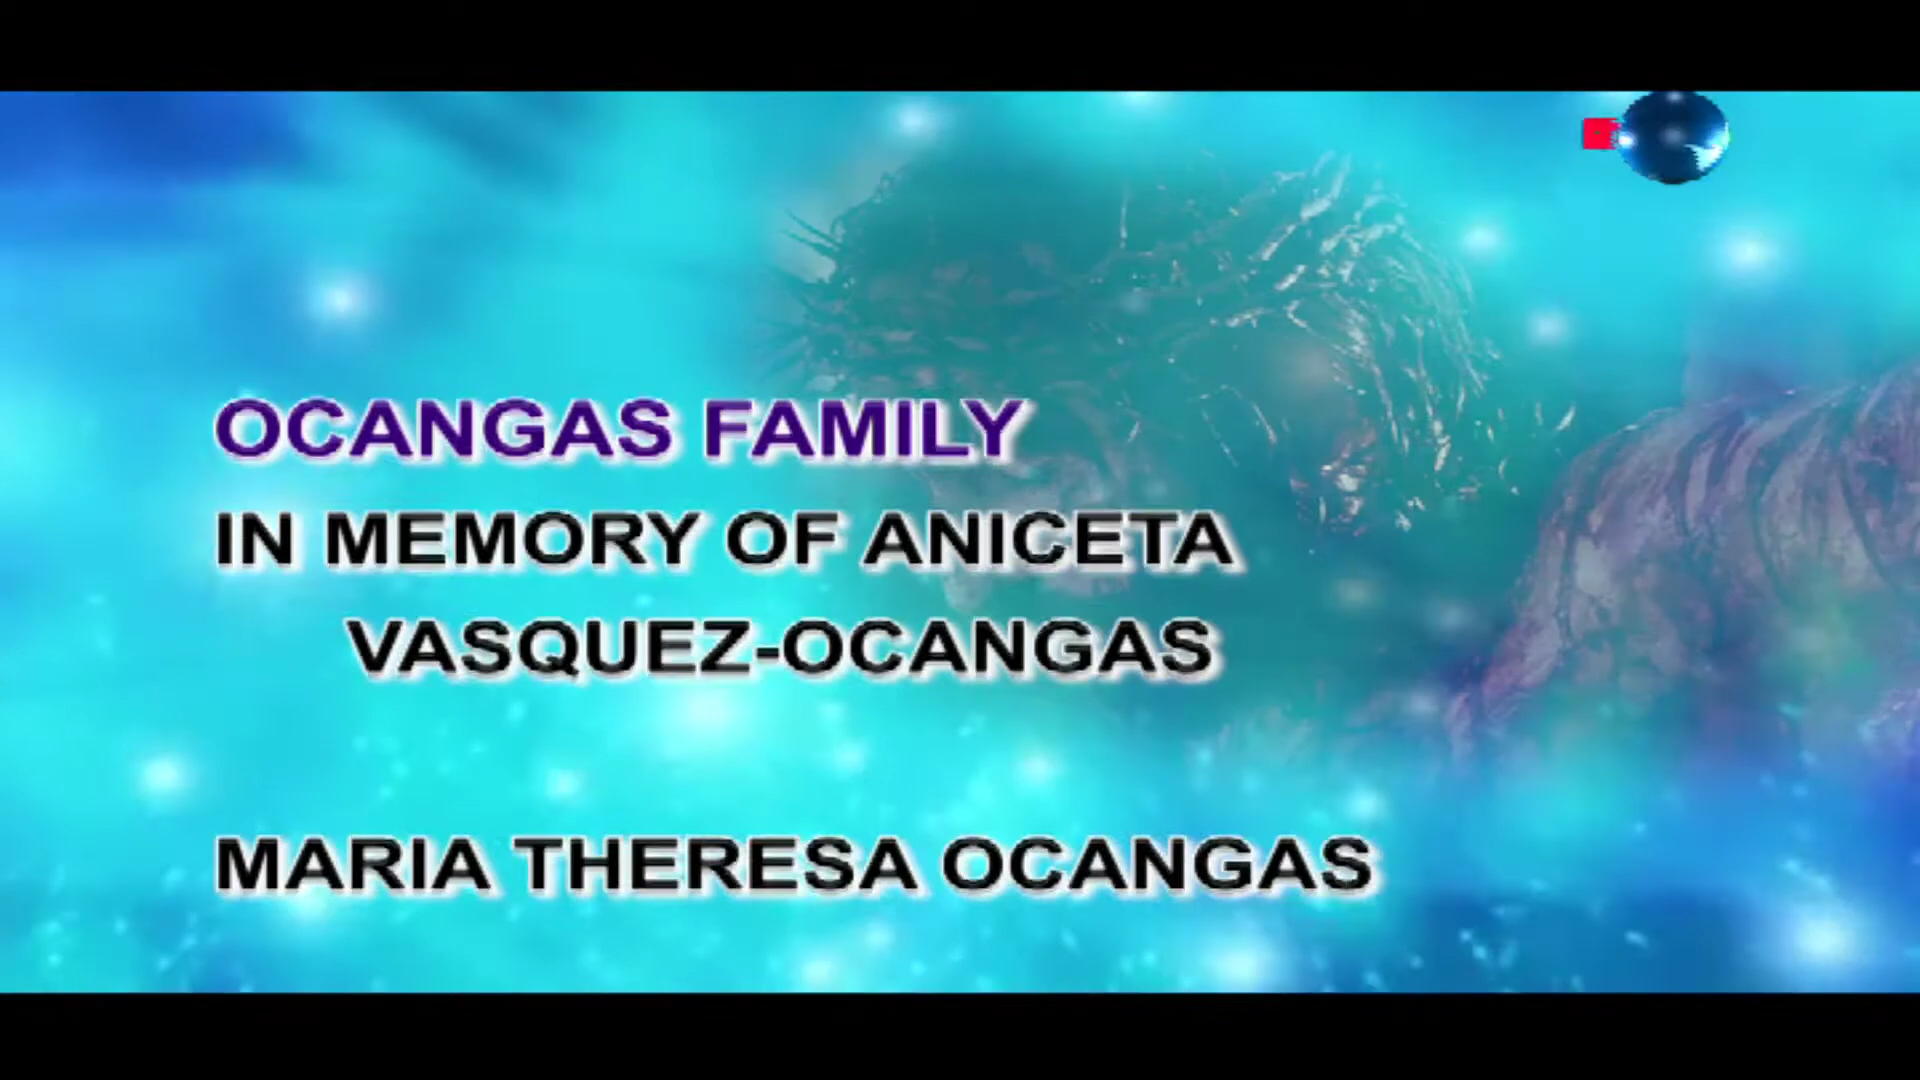 OCANGAS FAMILY
IN MEMORY OF ANICETA
VASQUEZ-OCANGAS
MARIA THERESA OCANGAS